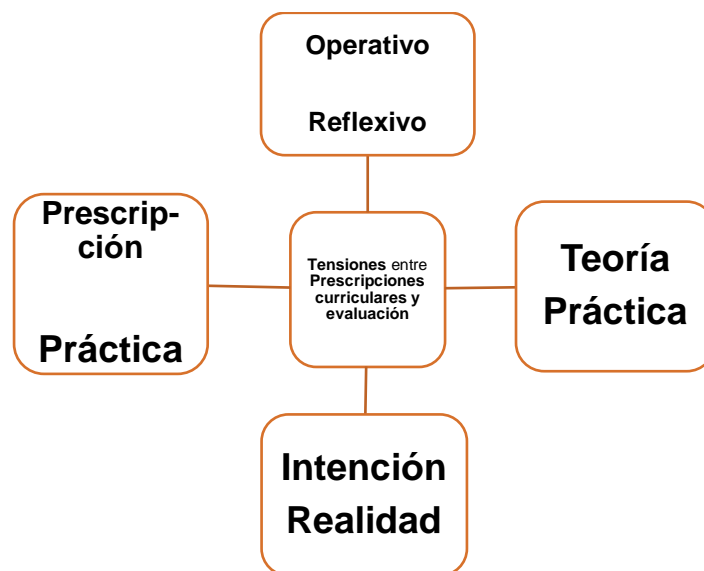 Operativo
Reflexivo
Prescrip-
ción
Práctica
Tensiones entre
Prescripciones
curriculares y
evaluación
Teoría
Práctica
Intención
Realidad